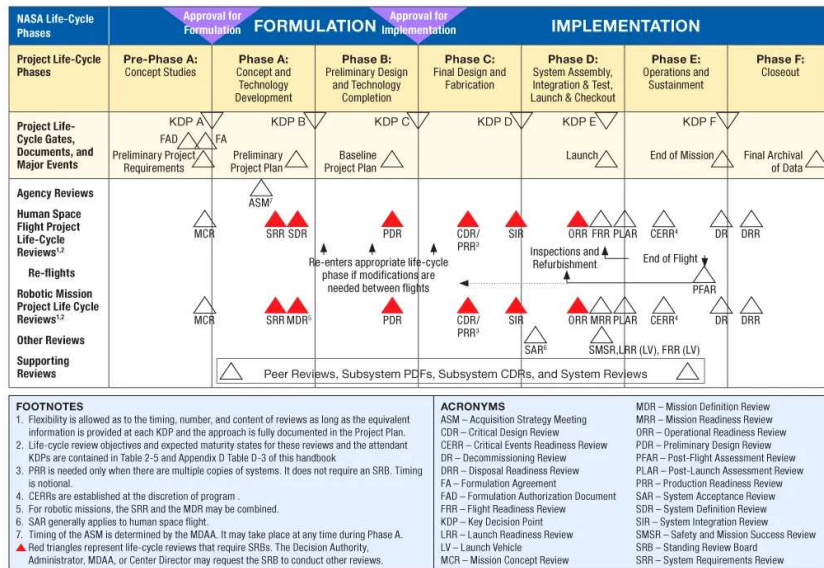 NASA Life-Cycle
Phases
Approval for
Formulation
FORMULATION
Approval for
Implementation
IMPLEMENTATION
Project Life-Cycle
Phases
Pre-Phase A:
Concept Studies
Phase A:
Concept and
Technology
Development
Phase B:
Preliminary Design
and Technology
Completion
Phase C:
Final Design and
Fabrication
Phase D:
System Assembly,
Integration & Test,
Launch & Checkout
Phase E:
Operations and
Sustainment
Phase F:
Closeout
Project Life-
Cycle Gates,
Documents, and
Major Events
KDP A
KDP B
KDP C
KDP D
KDP E
KDP F
FAD
FA
Preliminary Project
Requirements
Preliminary
Project Plan
Baseline
Project Plan
Launch
End of Mission
Final Archival
of Data
Agency Reviews
ASM7
Human Space
Flight Project
Life-Cycle
Reviews1,2
MCR
SRR SDR
PDR
CDR/
PRR3
SIR
ORR FRR PLAR
CERR4
DR
DRR
Re-flights
Re-enters appropriate life-cycle
phase if modifications are
needed between flights
Inspections and
Refurbishment
End of Flight
PFAR
Robotic Mission
Project Life Cycle
Reviews1,2
MCR
SRR MDR5
PDR
CDR/
PRR3
SIR
ORR MRR PLAR
CERR4
DR
DRR
Other Reviews
SAR6
SMSR,LRR (LV), FRR (LV)
Supporting
Reviews
Peer Reviews, Subsystem PDFs, Subsystem CDRs, and System Reviews
FOOTNOTES
1. Flexibility is allowed as to the timing, number, and content of reviews as long as the equivalent
information is provided at each KDP and the approach is fully documented in the Project Plan.
2. Life-cycle review objectives and expected maturity states for these reviews and the attendant
KDPs are contained in Table 2-5 and Appendix D Table D-3 of this handbook
3. PRR is needed only when there are multiple copies of systems. It does not require an SRB. Timing
is notional.
4. CERRs are established at the discretion of program .
5. For robotic missions, the SRR and the MDR may be combined.
6. SAR generally applies to human space flight.
7. Timing of the ASM is determined by the MDAA. It may take place at any time during Phase A.
Red triangles represent life-cycle reviews that require SRBs. The Decision Authority,
Administrator, MDAA, or Center Director may request the SRB to conduct other reviews.
ACRONYMS
ASM – Acquisition Strategy Meeting
CDR – Critical Design Review
CERR – Critical Events Readiness Review
DR – Decommissioning Review
DRR – Disposal Readiness Review
FA – Formulation Agreement
FAD – Formulation Authorization Document
FRR – Flight Readiness Review
KDP – Key Decision Point
LRR – Launch Readiness Review
LV – Launch Vehicle
MCR – Mission Concept Review
MDR – Mission Definition Review
MRR – Mission Readiness Review
ORR – Operational Readiness Review
PDR – Preliminary Design Review
PFAR – Post-Flight Assessment Review
PLAR – Post-Launch Assessment Review
PRR – Production Readiness Review
SAR – System Acceptance Review
SDR – System Definition Review
SIR – System Integration Review
SMSR – Safety and Mission Success Review
SRB – Standing Review Board
SRR – System Requirements Review